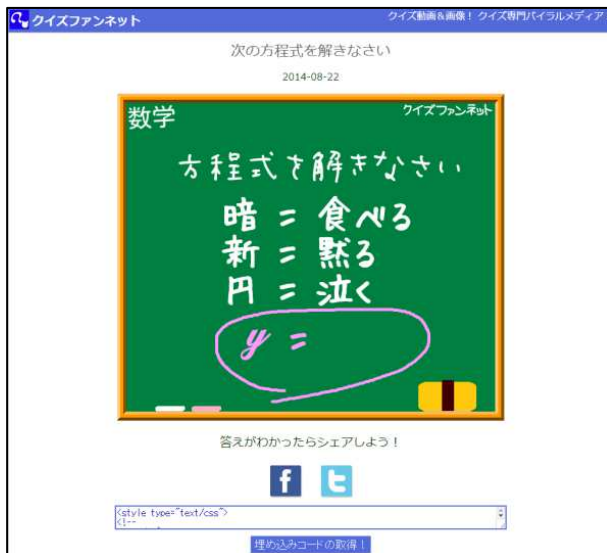 クイズファンネット
クイズ動画&画像！ クイズ専門バイラルメディア
次の方程式を解きなさい
2014-08-22
数学
クイズファンネット
方程式を解きなさい
暗 = 食べる
新 = 黙る
円 = 泣く
y =
答えがわかったらシェアしよう！
f
t
<style type="text/css">
<!--
埋め込みコードの取得！